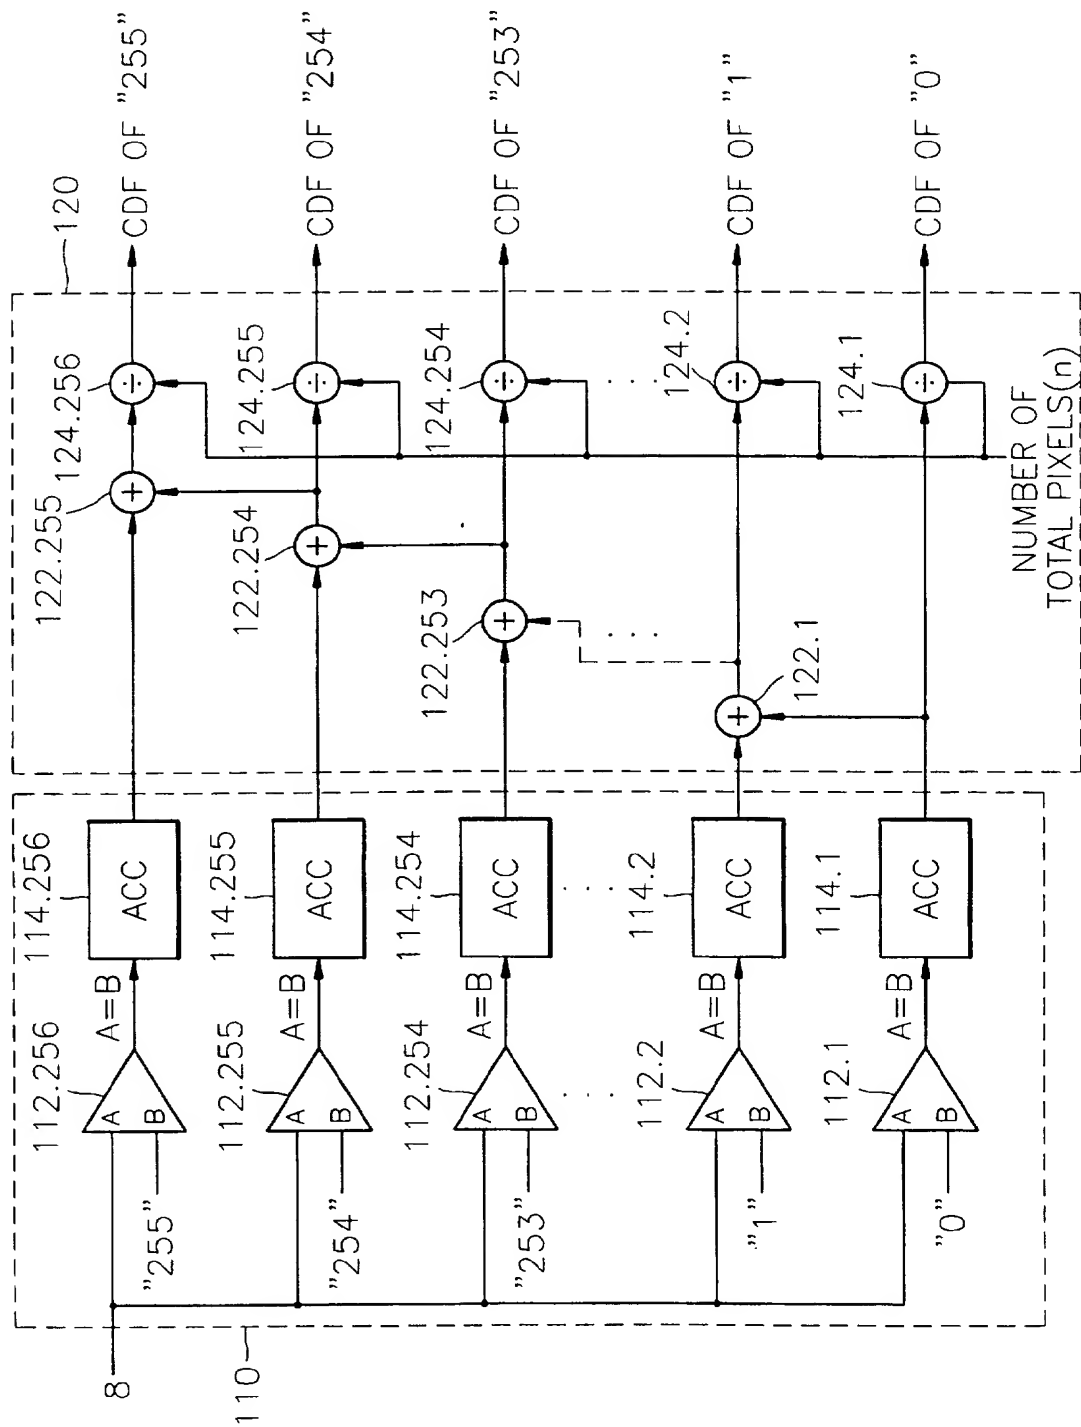 8
110
"255"
"254"
"253"
"1"
"0"
A
B
A
B
A
B
A
B
A
B
112.256
112.255
112.254
112.2
112.1
A=B
A=B
A=B
A=B
A=B
114.256
114.255
114.254
114.2
114.1
ACC
ACC
ACC
ACC
ACC
120
122.255
122.254
122.253
122.1
+
+
+
+
124.256
124.255
124.254
124.2
124.1
÷
÷
÷
÷
÷
NUMBER OF
TOTAL PIXELS(n)
CDF OF "255"
CDF OF "254"
CDF OF "253"
CDF OF "1"
CDF OF "0"